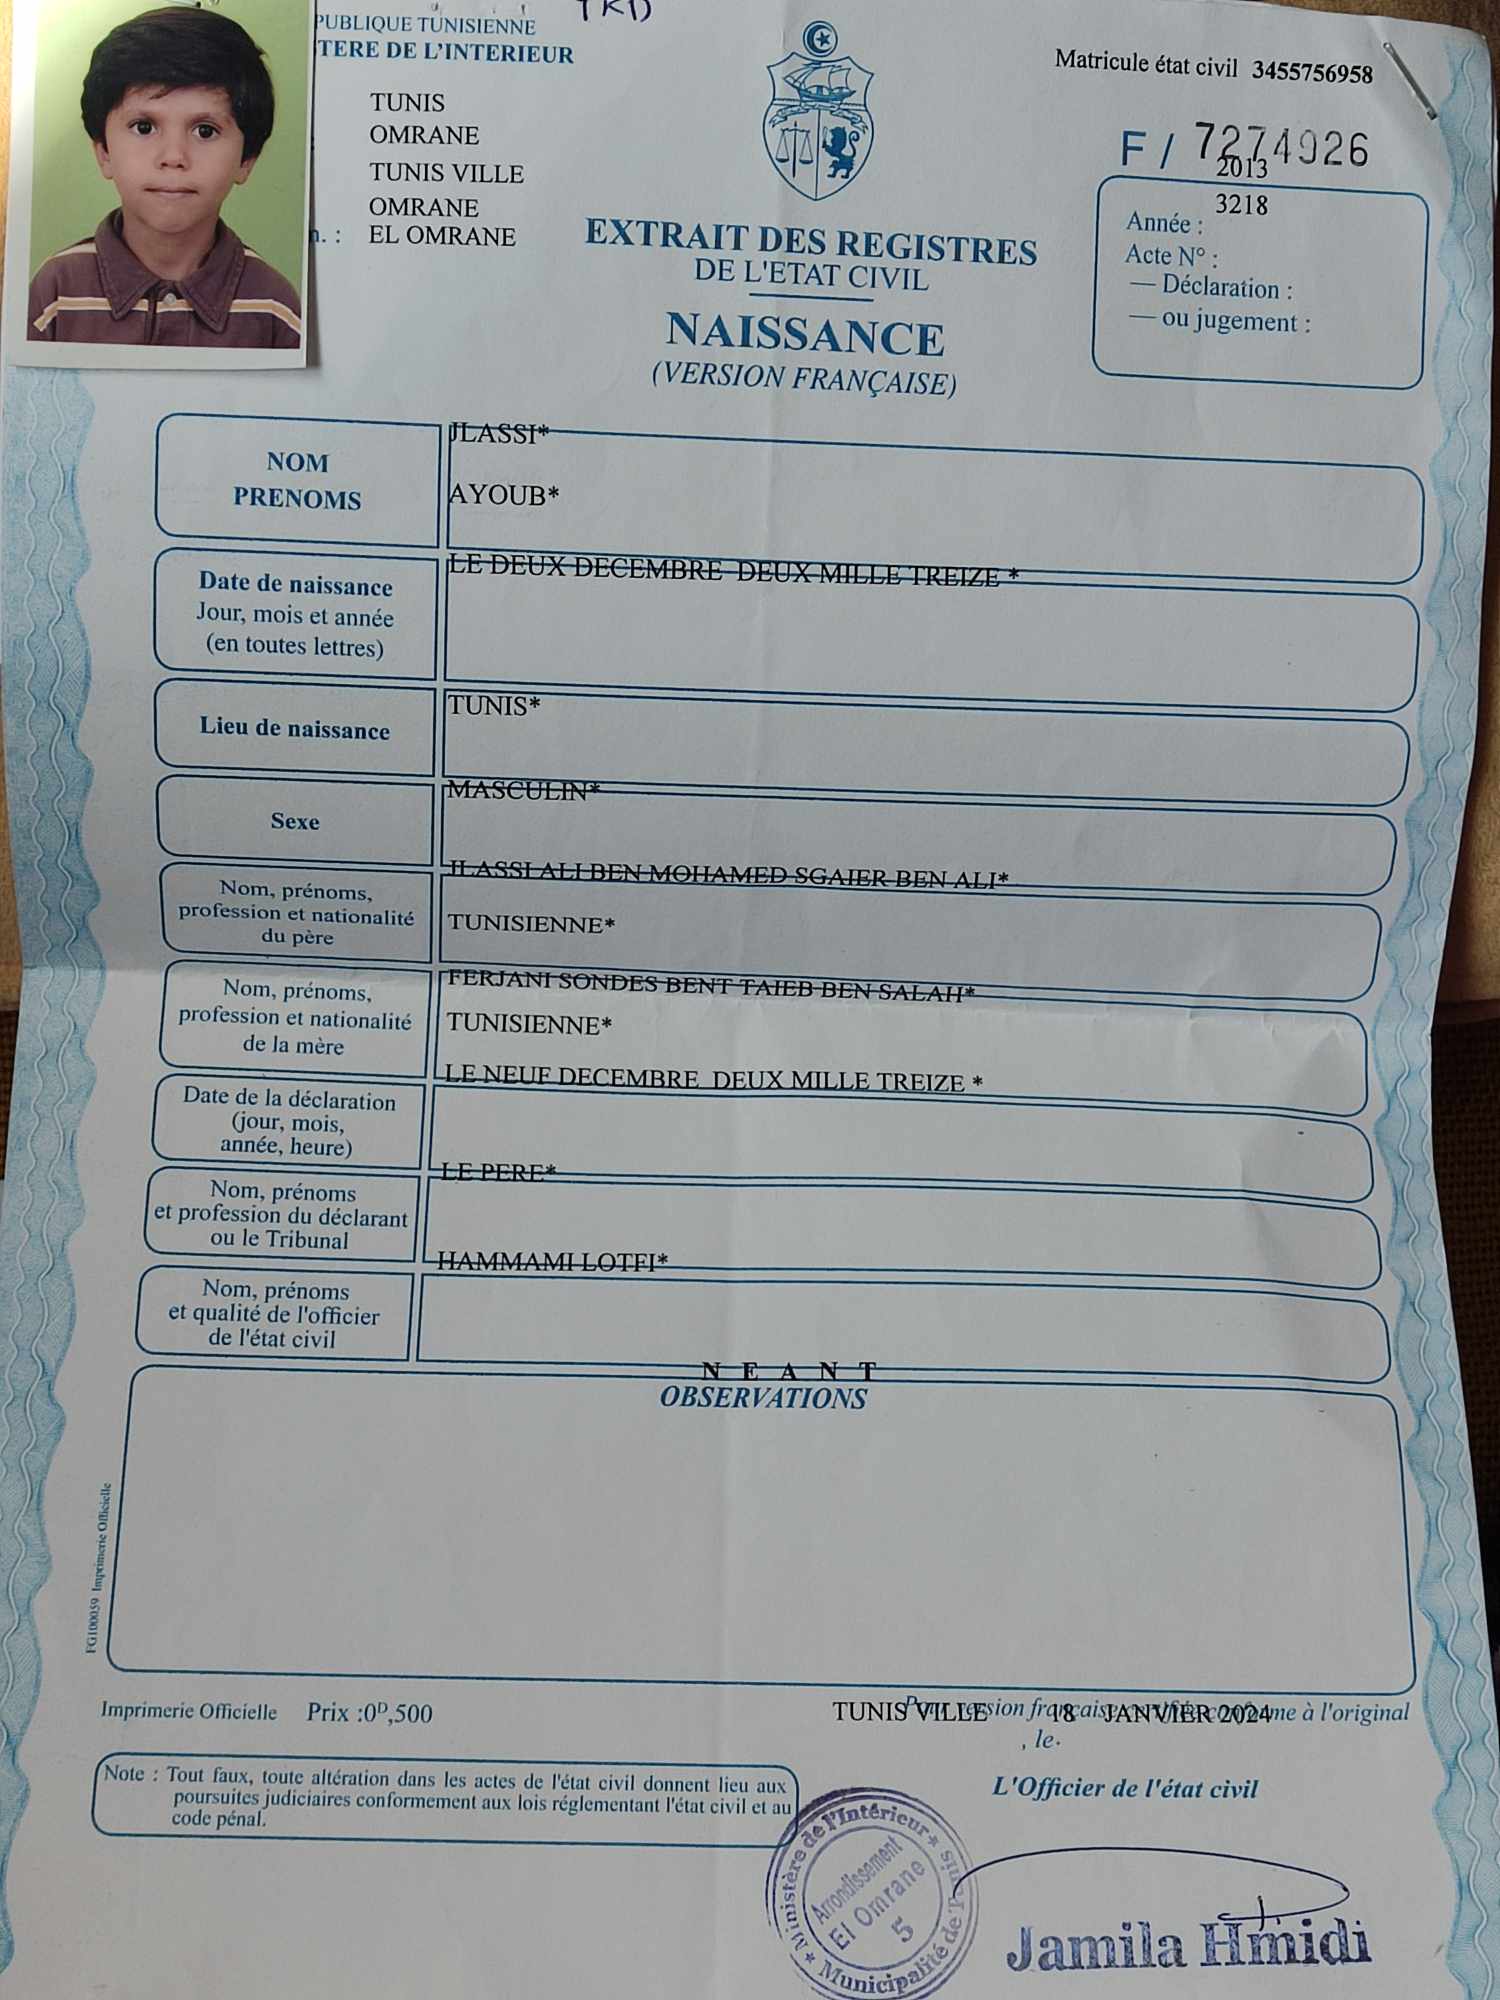 TKD
PUBLIQUE TUNISIENNE
TERE DE L'INTERIEUR
TUNIS
OMRANE
TUNIS VILLE
OMRANE
n. : EL OMRANE
Matricule état civil 3455756958
F / 7274926
2013
3218
Année :
Acte N° :
— Déclaration :
— ou jugement :
EXTRAIT DES REGISTRES
DE L'ETAT CIVIL
NAISSANCE
(VERSION FRANÇAISE)
NOM
PRENOMS
JLASSI*
AYOUB*
Date de naissance
Jour, mois et année
(en toutes lettres)
LE DEUX DECEMBRE DEUX MILLE TREIZE *
Lieu de naissance
TUNIS*
Sexe
MASCULIN*
Nom, prénoms,
profession et nationalité
du père
JLASSI ALI BEN MOHAMED SGAIER BEN ALI*
TUNISIENNE*
Nom, prénoms,
profession et nationalité
de la mère
FERJANI SONDES BENT TAIEB BEN SALAH*
TUNISIENNE*
Date de la déclaration
(jour, mois,
année, heure)
LE NEUF DECEMBRE DEUX MILLE TREIZE *
Nom, prénoms
et profession du déclarant
ou le Tribunal
LE PERE*
Nom, prénoms
et qualité de l'officier
de l'état civil
HAMMAMI LOTFI*
N E A N T
OBSERVATIONS
FG100059 Imprimerie Officielle
Imprimerie Officielle Prix :0ᴰ,500
Pour version française certifiée conforme à l'original
TUNIS VILLE 18 JANVIER 2024
, le
Note : Tout faux, toute altération dans les actes de l'état civil donnent lieu aux
poursuites judiciaires conformement aux lois réglementant l'état civil et au
code pénal.
L'Officier de l'état civil
Ministère de l'Intérieur * Municipalité de Tunis *
Arrondissement
El Omrane
5
Jamila Hmidi